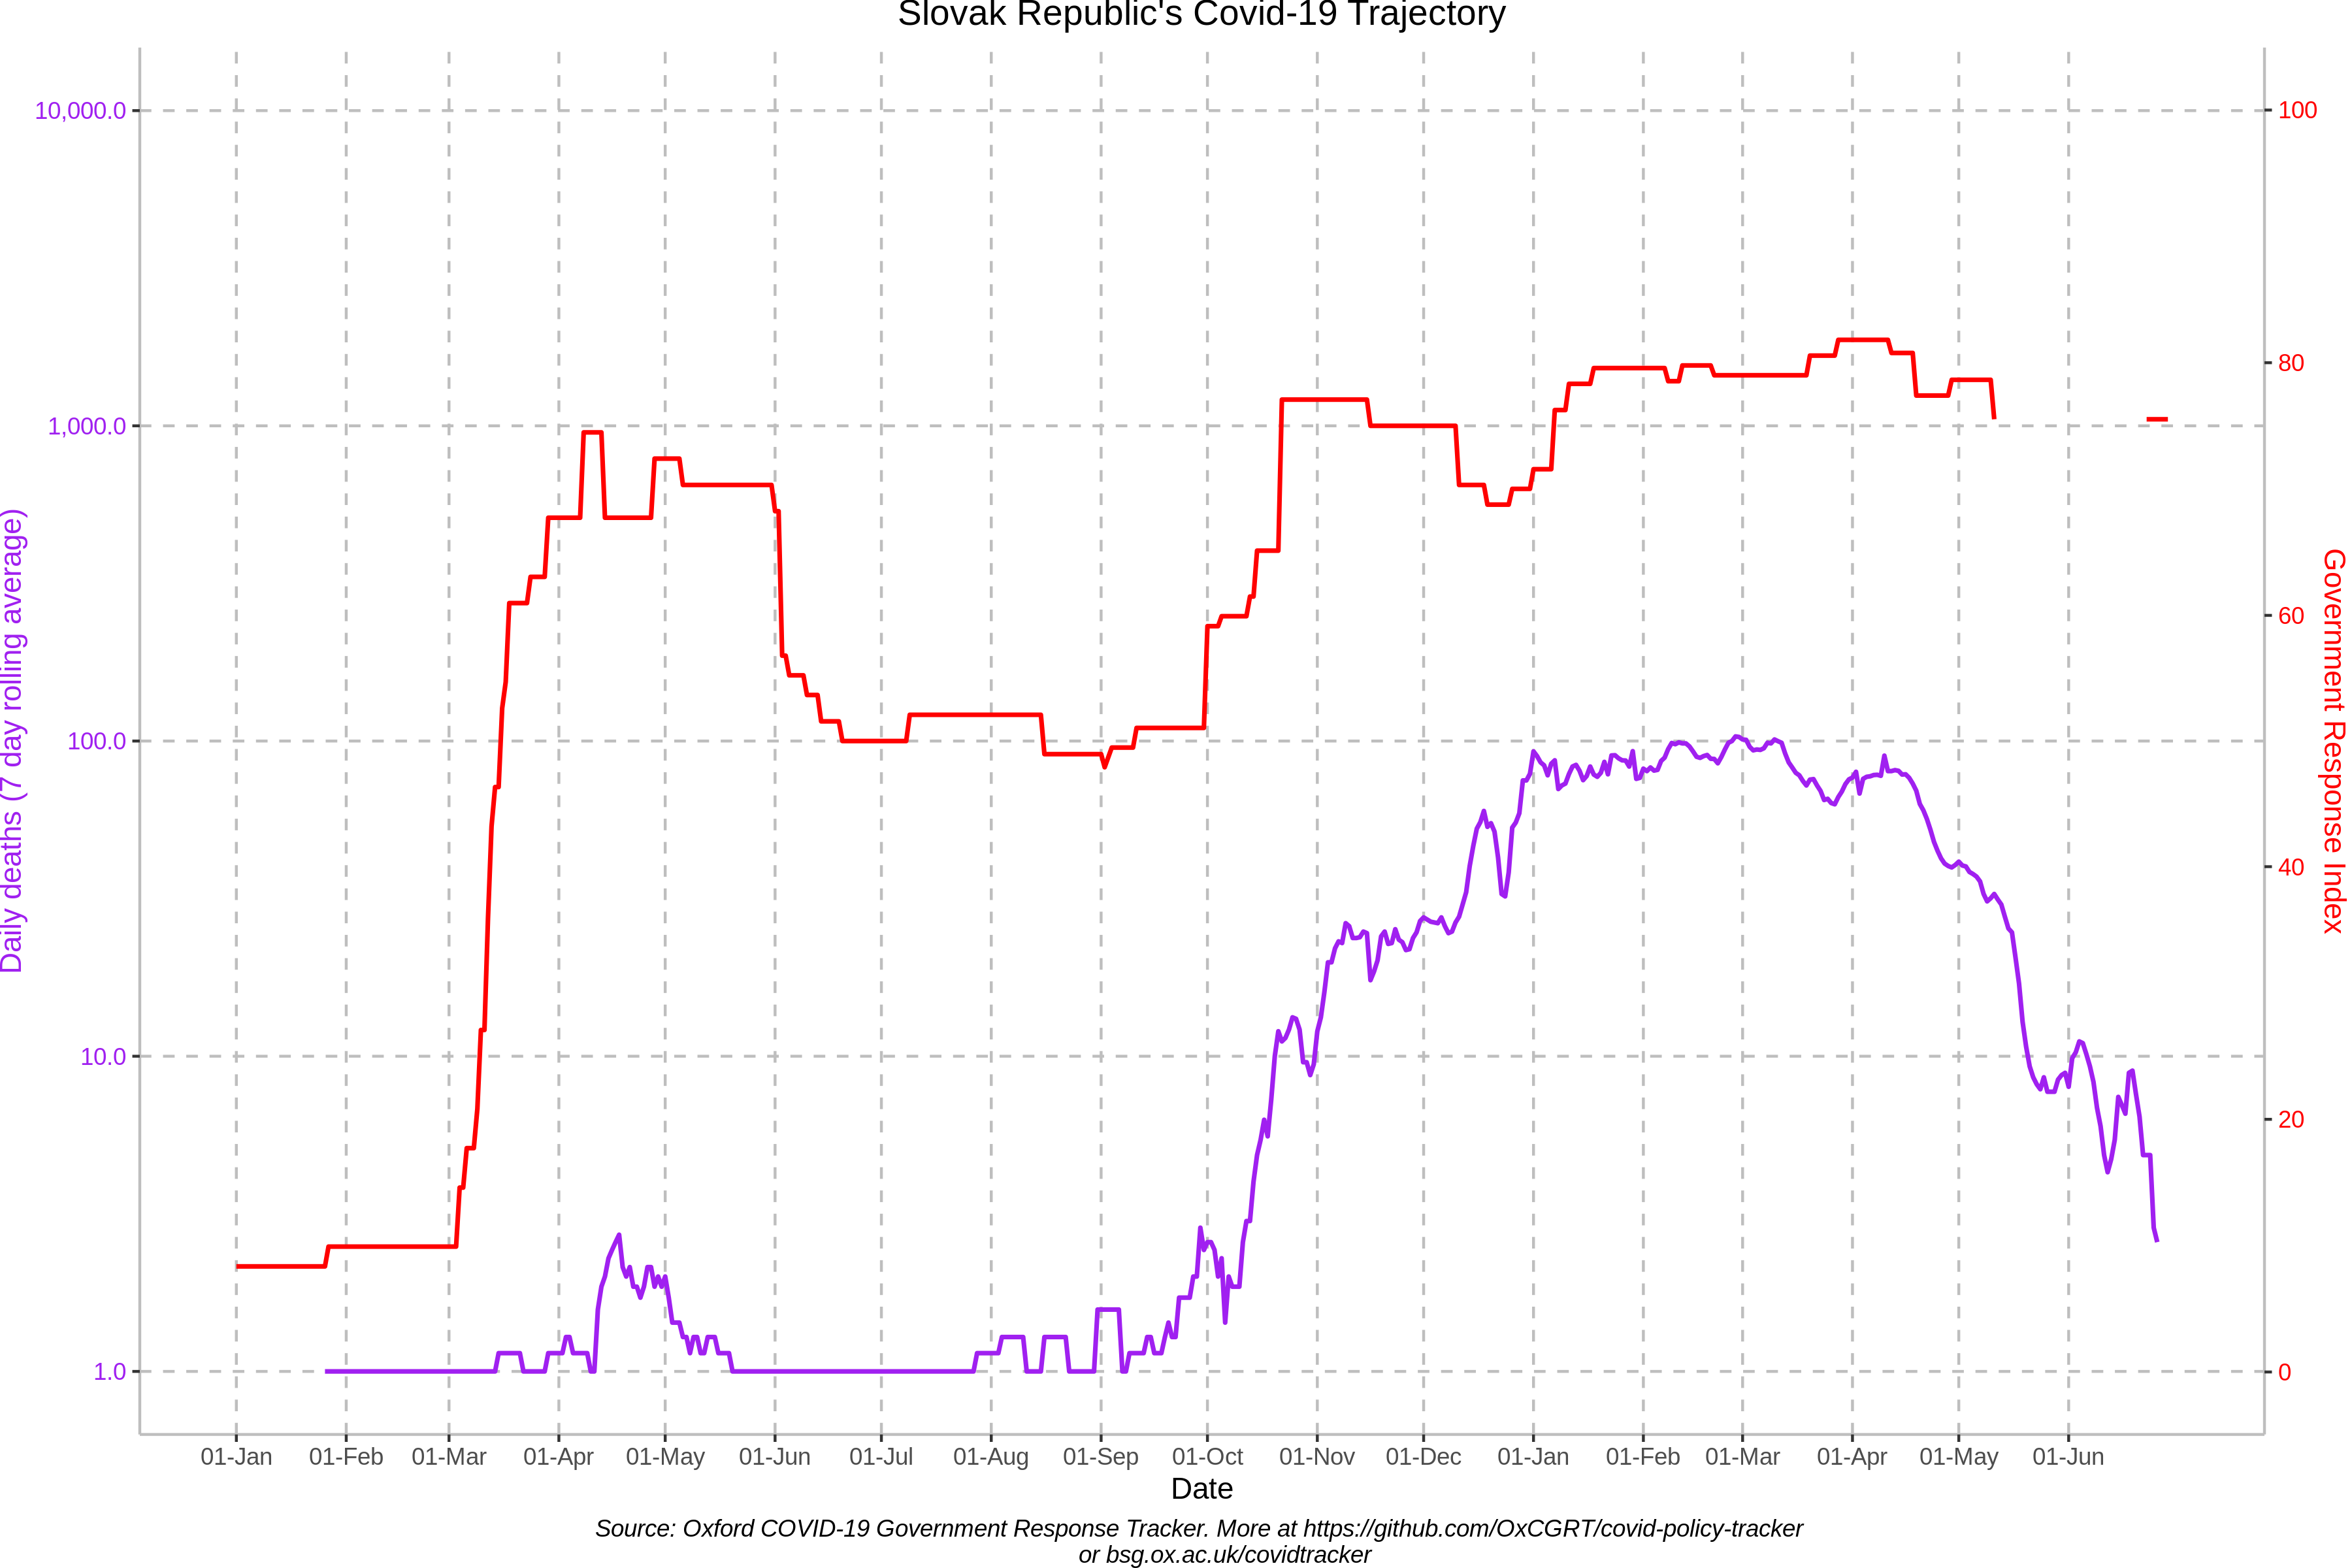 Slovak Republic's Covid-19 Trajectory
10,000.0
1,000.0
100.0
10.0
1.0
Daily deaths (7 day rolling average)
100
80
60
40
20
0
Government Response Index
01-Jan 01-Feb 01-Mar 01-Apr 01-May 01-Jun 01-Jul 01-Aug 01-Sep 01-Oct 01-Nov 01-Dec 01-Jan 01-Feb 01-Mar 01-Apr 01-May 01-Jun
Date
Source: Oxford COVID-19 Government Response Tracker. More at https://github.com/OxCGRT/covid-policy-tracker
or bsg.ox.ac.uk/covidtracker